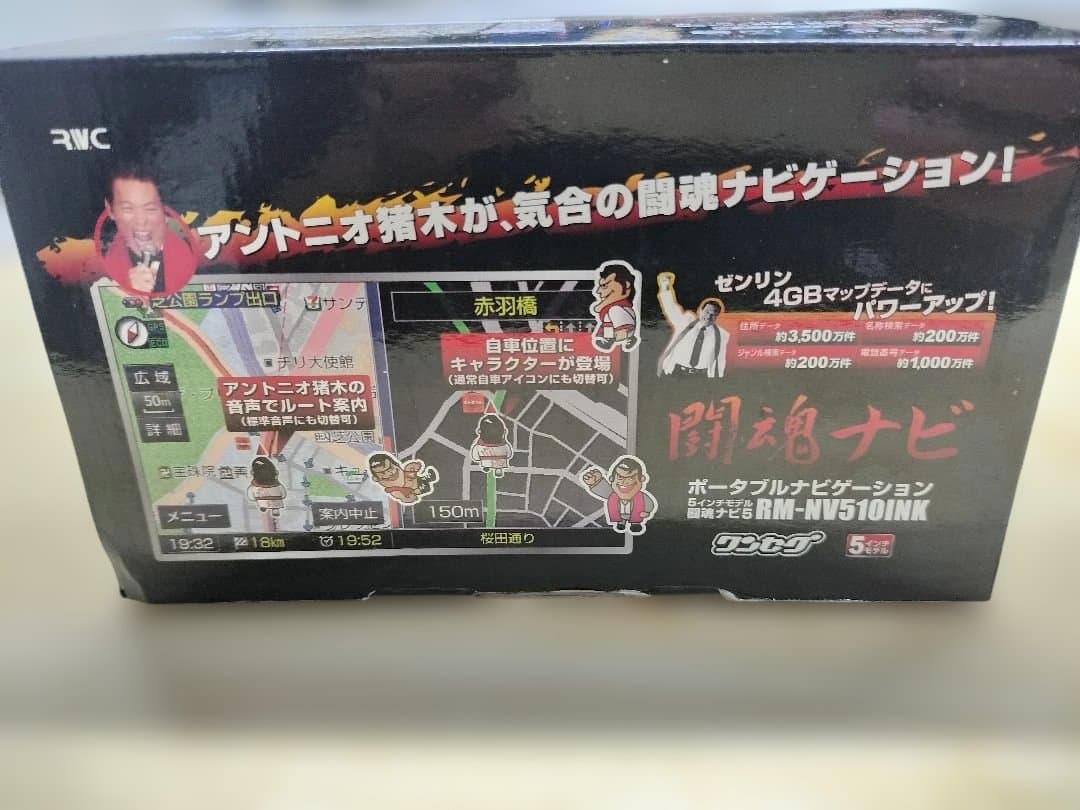 RWC
アントニオ猪木が、気合の闘魂ナビゲーション!
芝公園ランプ出口
サンテ
チリ大使館
広域
50m
詳細
アントニオ猪木の
音声でルート案内
(標準音声にも切替可)
芝公園
メニュー
案内中止
19:32
18km
19:52
赤羽橋
自車位置に
キャラクターが登場
(通常自車アイコンにも切替可)
150m
桜田通り
ゼンリン
4GBマップデータに
パワーアップ!
住所データ
約3,500万件
名称検索データ
約200万件
ジャンル検索データ
約200万件
電話番号データ
約1,000万件
闘魂ナビ
ポータブルナビゲーション
5インチモデル
闘魂ナビ5 RM-NV510INK
ワンセグ
5インチモデル